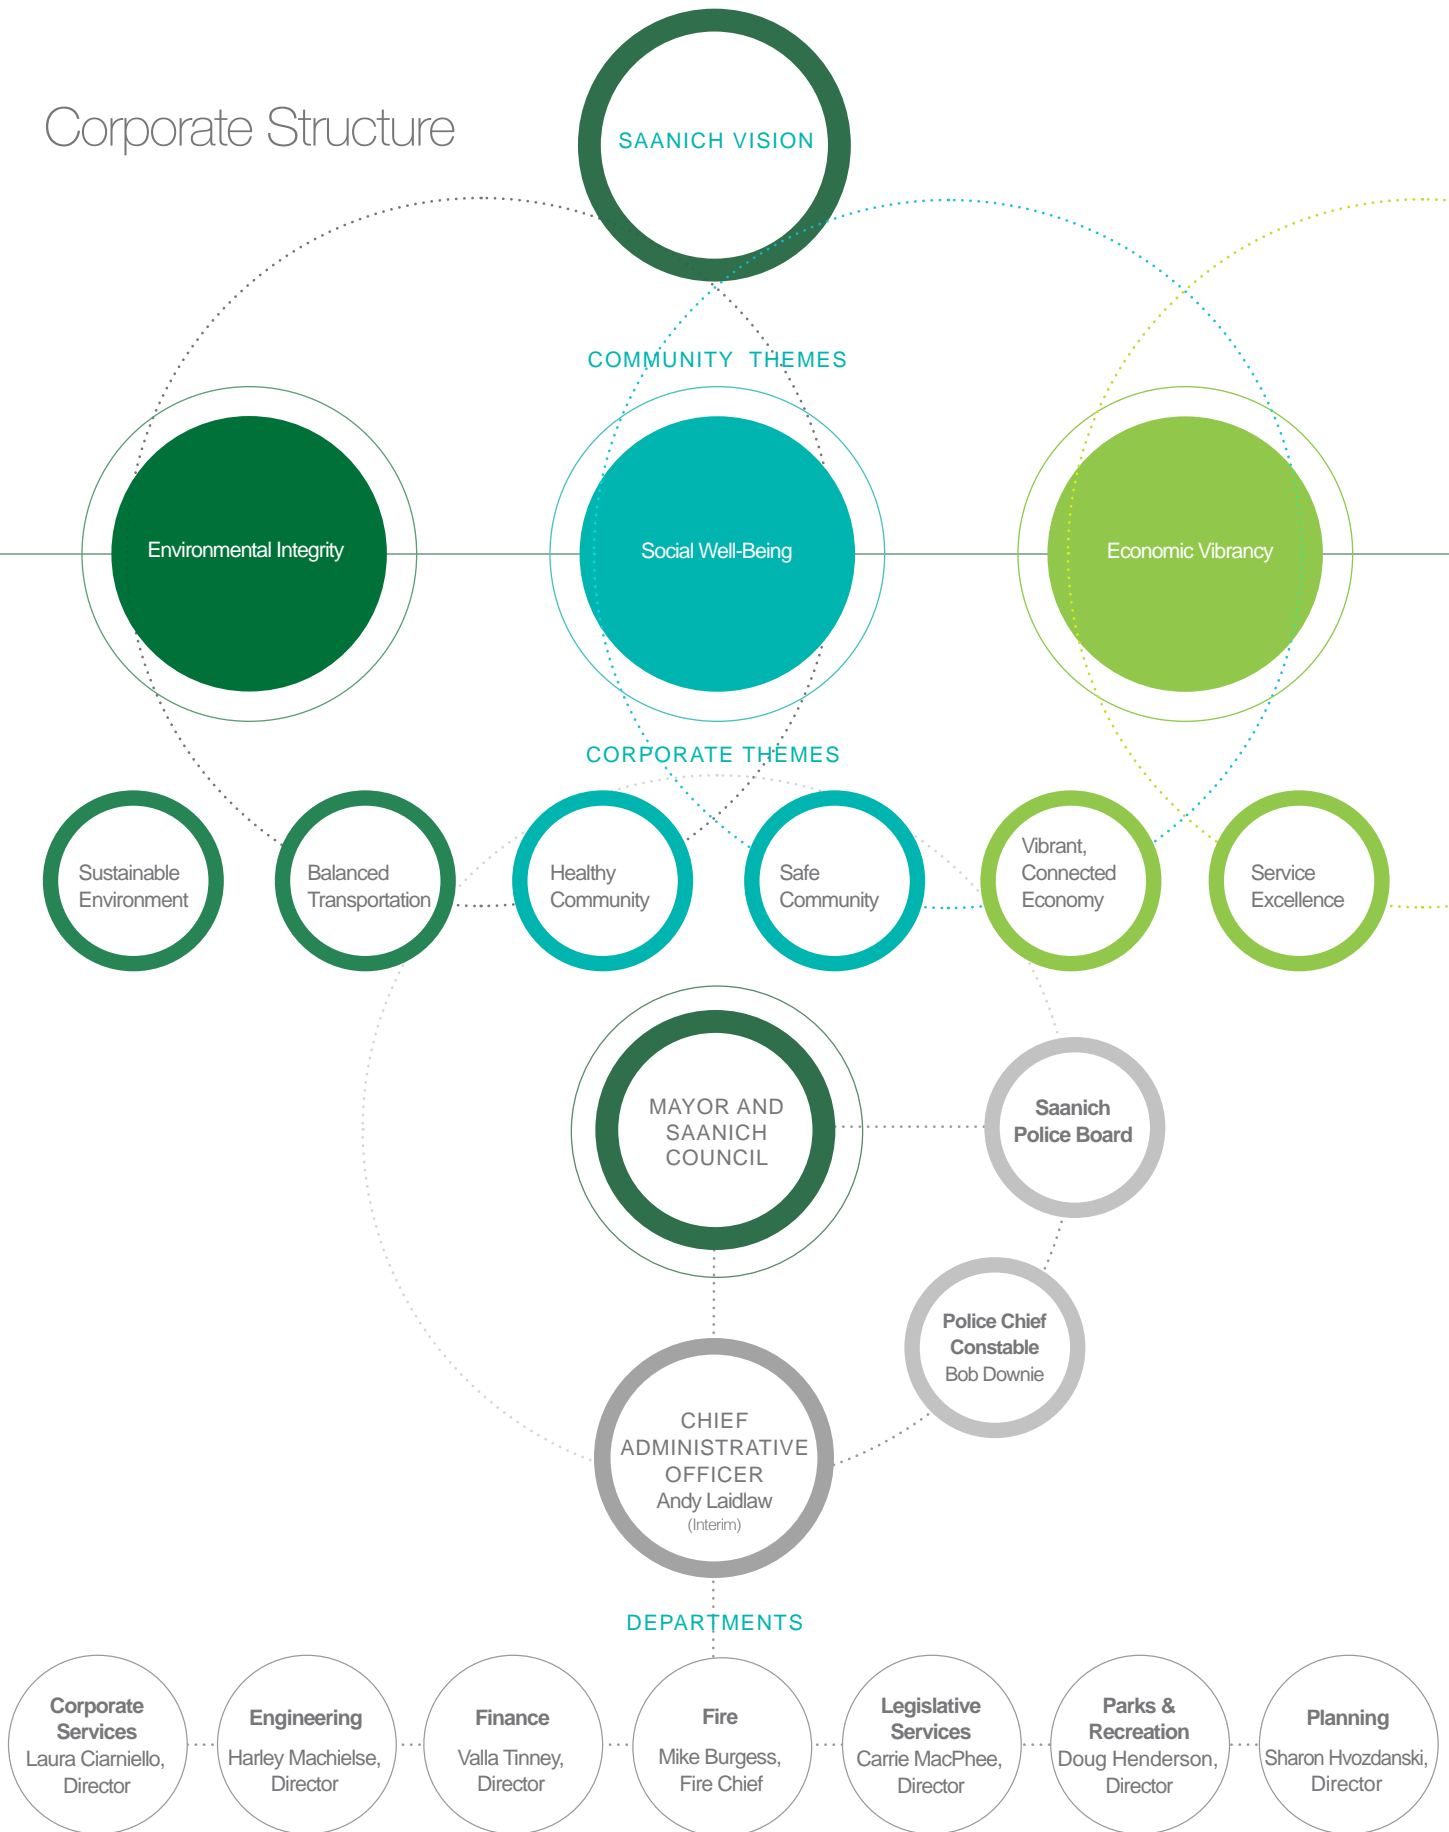 Corporate Structure
SAANICH VISION
COMMUNITY THEMES
Environmental Integrity
Social Well-Being
Economic Vibrancy
CORPORATE THEMES
Sustainable
Environment
Balanced
Transportation
Healthy
Community
Safe
Community
Vibrant,
Connected
Economy
Service
Excellence
MAYOR AND
SAANICH
COUNCIL
Saanich
Police Board
Police Chief
Constable
Bob Downie
CHIEF
ADMINISTRATIVE
OFFICER
Andy Laidlaw
(Interim)
DEPARTMENTS
Corporate
Services
Laura Ciarniello,
Director
Engineering
Harley Machielse,
Director
Finance
Valla Tinney,
Director
Fire
Mike Burgess,
Fire Chief
Legislative
Services
Carrie MacPhee,
Director
Parks &
Recreation
Doug Henderson,
Director
Planning
Sharon Hvozdanski,
Director